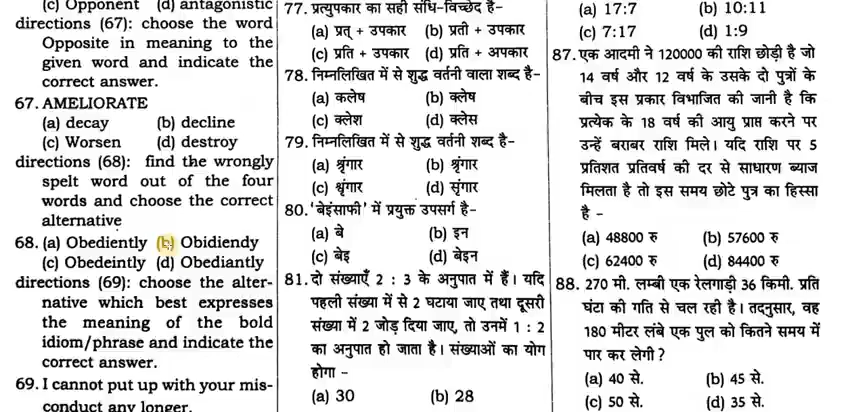 (c) Opponent (d) antagonistic
directions (67): choose the word
Opposite in meaning to the
given word and indicate the
correct answer.
67. AMELIORATE
(a) decay (b) decline
(c) Worsen (d) destroy
directions (68): find the wrongly
spelt word out of the four
words and choose the correct
alternative
68. (a) Obediently (b) Obidiendy
(c) Obedeintly (d) Obediantly
directions (69): choose the alter-
native which best expresses
the meaning of the bold
idiom/phrase and indicate the
correct answer.
69. I cannot put up with your mis-
conduct any longer.
77. प्रत्युपकार का सही संधि-विच्छेद है-
(a) प्रत् + उपकार (b) प्रती + उपकार
(c) प्रति + उपकार (d) प्रति + अपकार
78. निम्नलिखित में से शुद्ध वर्तनी वाला शब्द है-
(a) कलेष (b) क्लेष
(c) क्लेश (d) क्लेस
79. निम्नलिखित में से शुद्ध वर्तनी शब्द है-
(a) श्रृंगार (b) श्रृंगार
(c) शृंगार (d) सृंगार
80. 'बेइंसाफी' में प्रयुक्त उपसर्ग है-
(a) बे (b) इन
(c) बेइ (d) बेइन
81. दो संख्याएँ 2 : 3 के अनुपात में हैं। यदि
पहली संख्या में से 2 घटाया जाए तथा दूसरी
संख्या में 2 जोड़ दिया जाए, तो उनमें 1 : 2
का अनुपात हो जाता है। संख्याओं का योग
होगा -
(a) 30 (b) 28
(a) 17:7 (b) 10:11
(c) 7:17 (d) 1:9
87. एक आदमी ने 120000 की राशि छोड़ी है जो
14 वर्ष और 12 वर्ष के उसके दो पुत्रों के
बीच इस प्रकार विभाजित की जानी है कि
प्रत्येक के 18 वर्ष की आयु प्राप्त करने पर
उन्हें बराबर राशि मिले। यदि राशि पर 5
प्रतिशत प्रतिवर्ष की दर से साधारण ब्याज
मिलता है तो इस समय छोटे पुत्र का हिस्सा
है -
(a) 48800 रु (b) 57600 रु
(c) 62400 रु (d) 84400 रु
88. 270 मी. लम्बी एक रेलगाड़ी 36 किमी. प्रति
घंटा की गति से चल रही है। तद्नुसार, वह
180 मीटर लंबे एक पुल को कितने समय में
पार कर लेगी ?
(a) 40 से. (b) 45 से.
(c) 50 से. (d) 35 से.